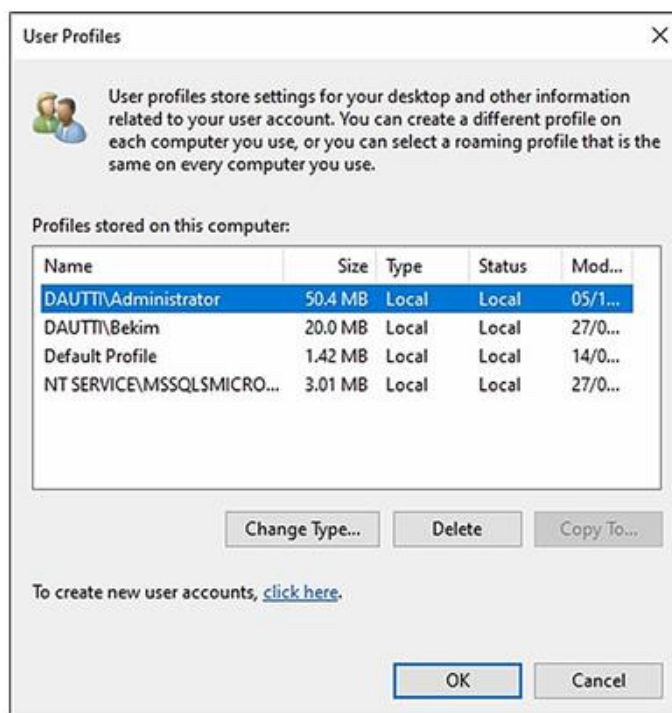 User Profiles
User profiles store settings for your desktop and other information
related to your user account. You can create a different profile on
each computer you use, or you can select a roaming profile that is the
same on every computer you use.
Profiles stored on this computer:
Name Size Type Status Mod...
DAUTTI\Administrator 50.4 MB Local Local 05/1...
DAUTTI\Bekim 20.0 MB Local Local 27/0...
Default Profile 1.42 MB Local Local 14/0...
NT SERVICE\MSSQL$MICRO... 3.01 MB Local Local 27/0...
Change Type... Delete Copy To...
To create new user accounts, click here.
OK Cancel